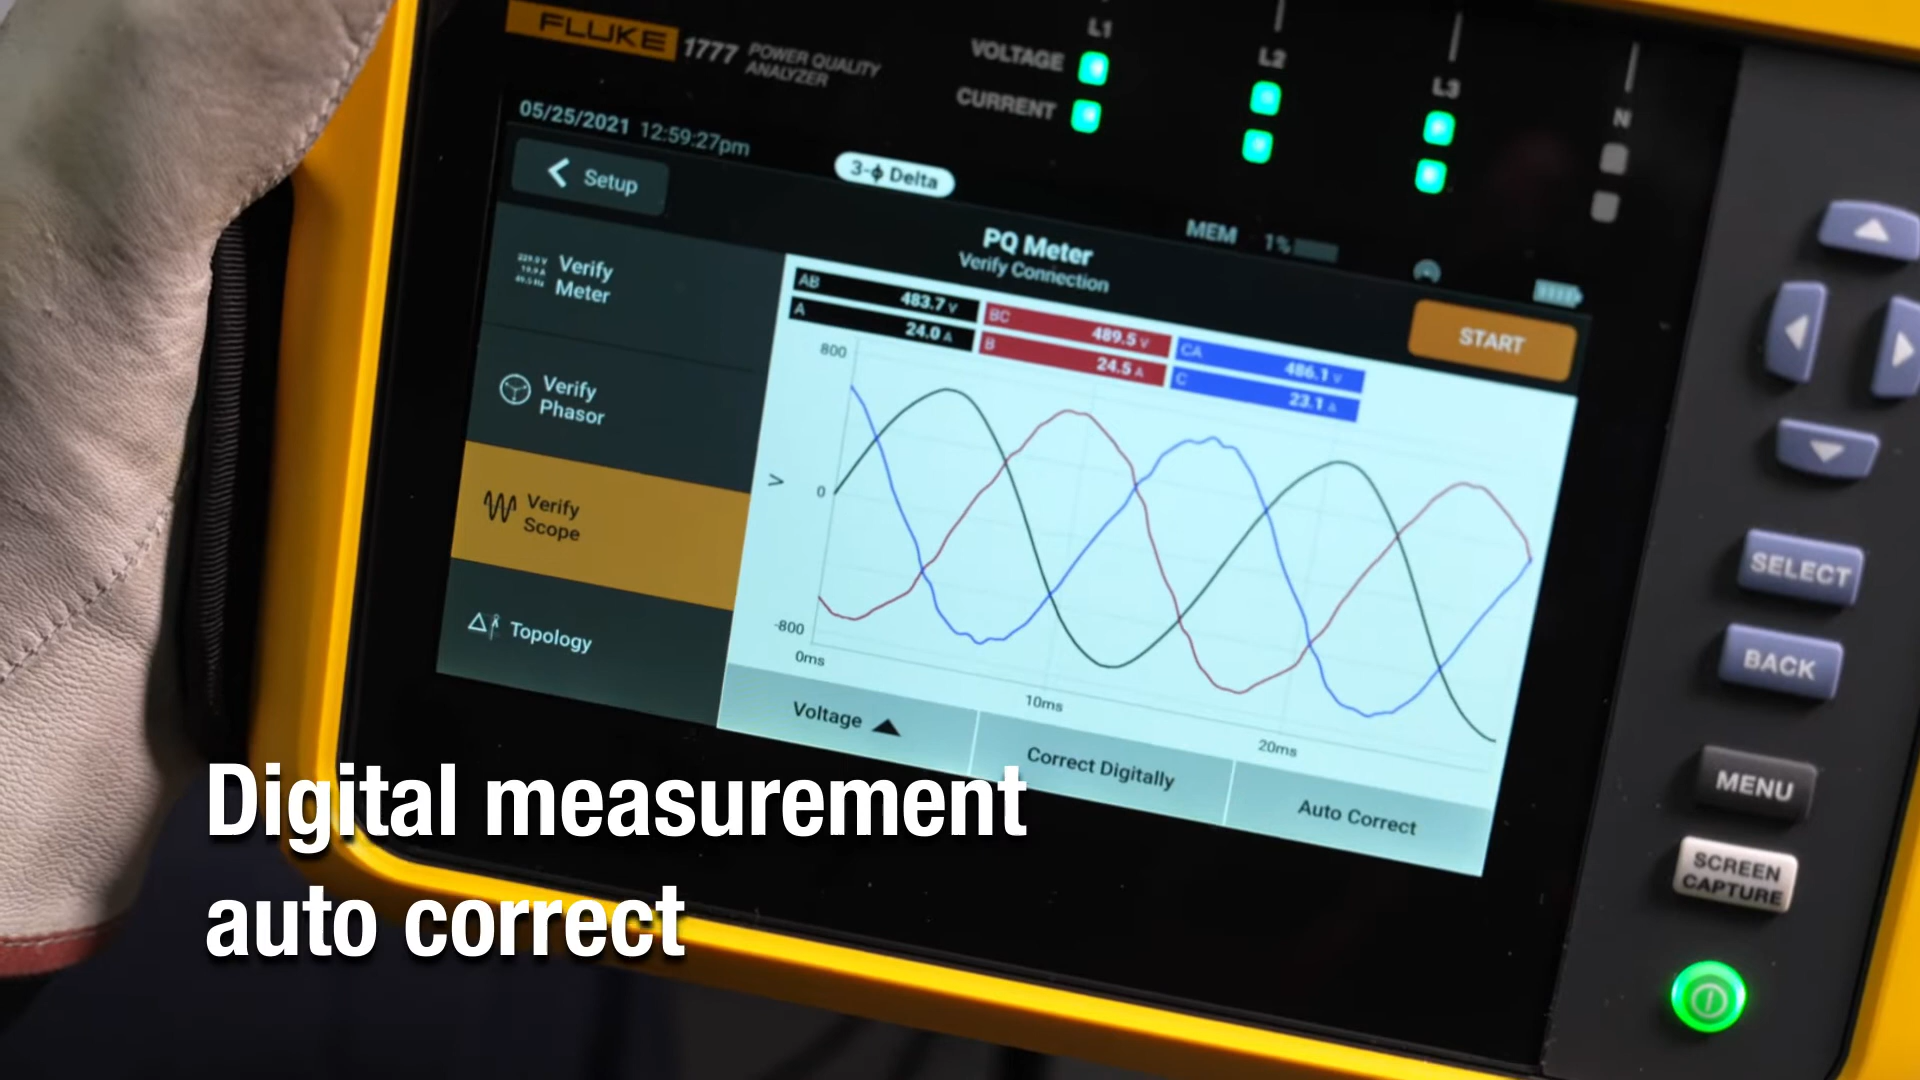 FLUKE 1777 POWER QUALITY
ANALYZER
L1
L2
L3
N
VOLTAGE
CURRENT
05/25/2021 12:59:27pm
3-ϕ Delta
MEM 1%
Setup
PQ Meter
Verify Connection
START
Verify
Meter
Verify
Phasor
Verify
Scope
Topology
AB 483.7 V
A 24.0 A
BC 489.5 V
B 24.5 A
CA 486.1 V
C 23.1 A
800
V
0
-800
0ms
10ms
20ms
Voltage
Correct Digitally
Auto Correct
SELECT
BACK
MENU
SCREEN
CAPTURE
Digital measurement
auto correct